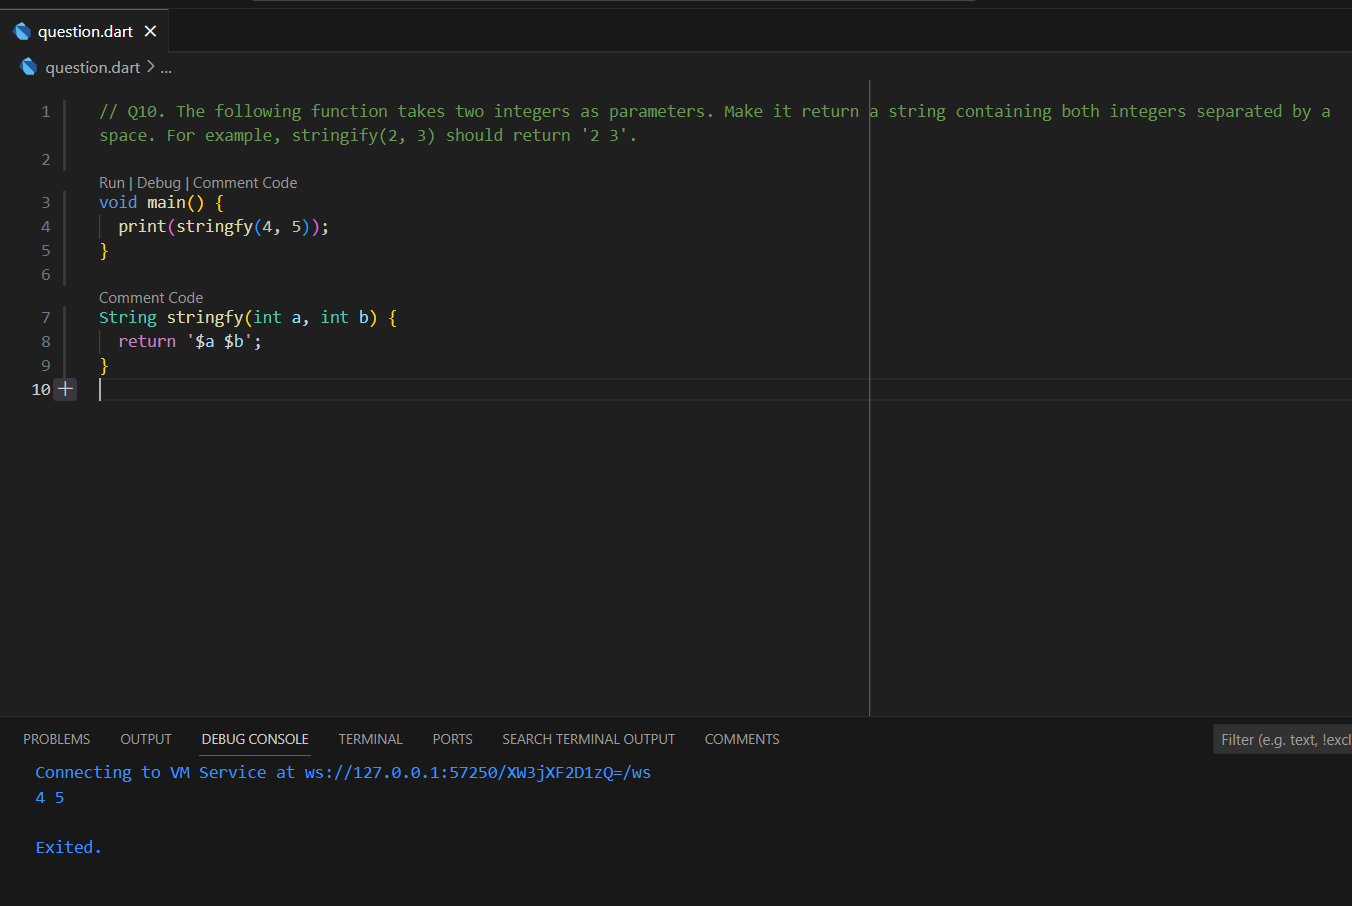 question.dart
question.dart > ...
1 // Q10. The following function takes two integers as parameters. Make it return a string containing both integers separated by a
space. For example, stringify(2, 3) should return '2 3'.
2
Run | Debug | Comment Code
3 void main() {
4   print(stringfy(4, 5));
5 }
6
Comment Code
7 String stringfy(int a, int b) {
8   return '$a $b';
9 }
10
PROBLEMS OUTPUT DEBUG CONSOLE TERMINAL PORTS SEARCH TERMINAL OUTPUT COMMENTS Filter (e.g. text, !excl
Connecting to VM Service at ws://127.0.0.1:57250/XW3jXF2D1zQ=/ws
4 5
Exited.